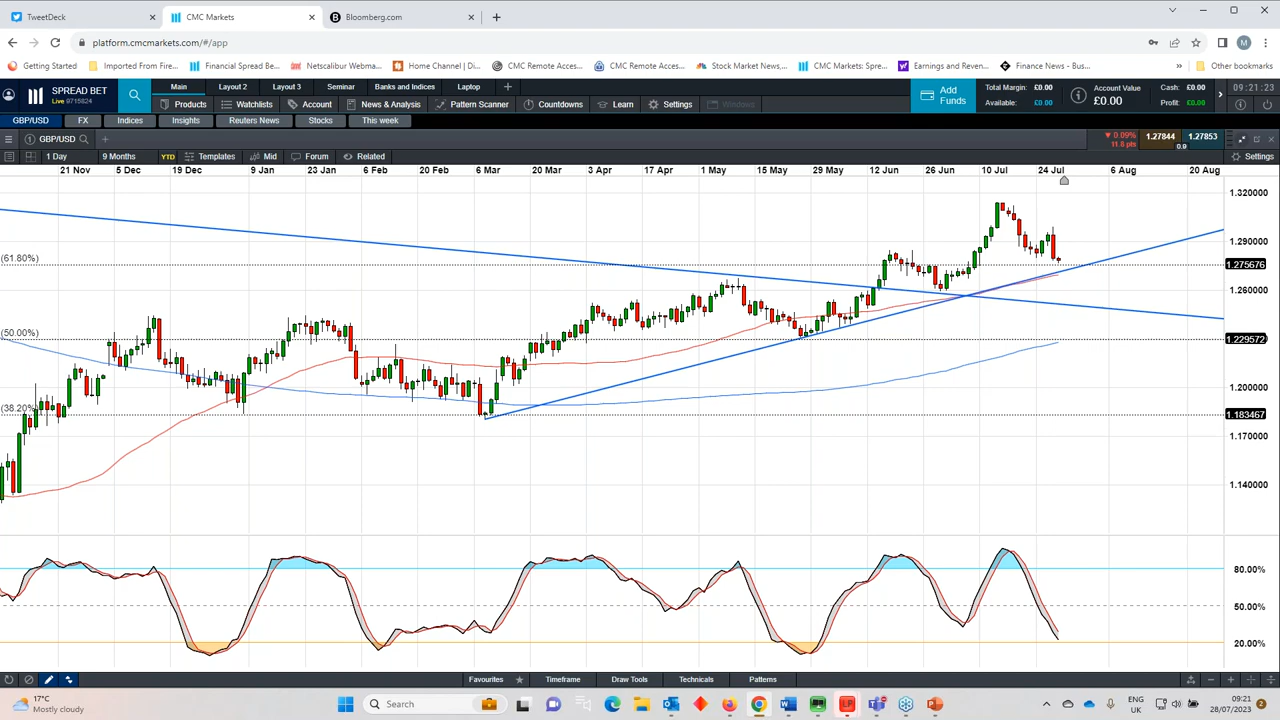 TweetDeck
CMC Markets
Bloomberg.com
platform.cmcmarkets.com/#/app
M
Getting Started
Imported From Fire...
Financial Spread Be...
Netscalibur Webmai...
Home Channel | Di...
CMC Remote Acces...
CMC Remote Acces...
Stock Market News,...
CMC Markets: Spre...
Earnings and Reven...
Finance News - Bus...
»
Other bookmarks
SPREAD BET
Live 9715824
Main
Layout 2
Layout 3
Seminar
Banks and Indices
Laptop
Products
Watchlists
Account
News & Analysis
Pattern Scanner
Countdowns
Learn
Settings
Windows
Add Funds
Total Margin: £0.00
Available: £0.00
Account Value
£0.00
Cash: £0.00
Profit: £0.00
09:21:23
GBP/USD
FX
Indices
Insights
Reuters News
Stocks
This week
GBP/USD
0.09%
11.8 pts
1.27844
0.9
1.27853
1 Day
9 Months
YTD
Templates
Mid
Forum
Related
Settings
21 Nov
5 Dec
19 Dec
9 Jan
23 Jan
6 Feb
20 Feb
6 Mar
20 Mar
3 Apr
17 Apr
1 May
15 May
29 May
12 Jun
26 Jun
10 Jul
24 Jul
6 Aug
20 Aug
1.320000
1.290000
(61.80%)
1.275676
1.260000
(50.00%)
1.229572
1.200000
(38.20%)
1.183467
1.170000
1.140000
80.00%
50.00%
20.00%
Favourites
Timeframe
Draw Tools
Technicals
Patterns
17°C
Mostly cloudy
Search
ENG
UK
09:21
28/07/2023